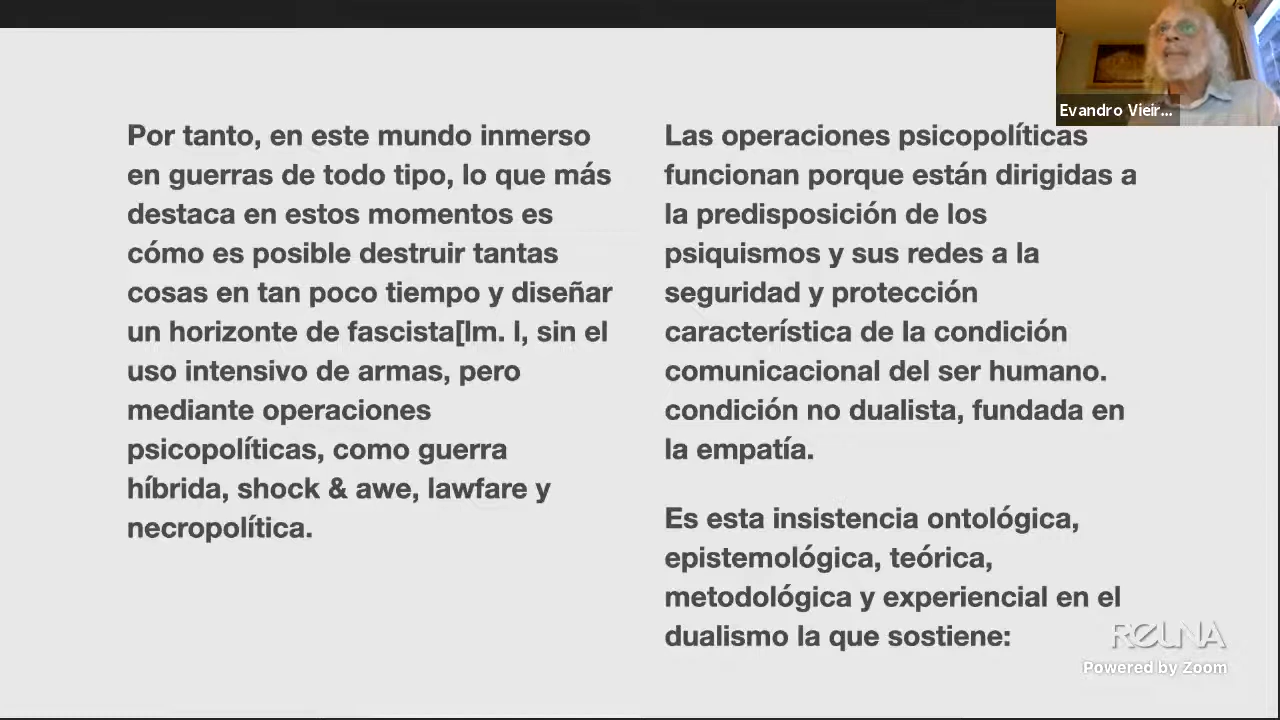 Evandro Vieir...
Por tanto, en este mundo inmerso
en guerras de todo tipo, lo que más
destaca en estos momentos es
cómo es posible destruir tantas
cosas en tan poco tiempo y diseñar
un horizonte de fascista[lm. l, sin el
uso intensivo de armas, pero
mediante operaciones
psicopolíticas, como guerra
híbrida, shock & awe, lawfare y
necropolítica.
Las operaciones psicopolíticas
funcionan porque están dirigidas a
la predisposición de los
psiquismos y sus redes a la
seguridad y protección
característica de la condición
comunicacional del ser humano.
condición no dualista, fundada en
la empatía.
Es esta insistencia ontológica,
epistemológica, teórica,
metodológica y experiencial en el
dualismo la que sostiene:
REUNA
Powered by Zoom